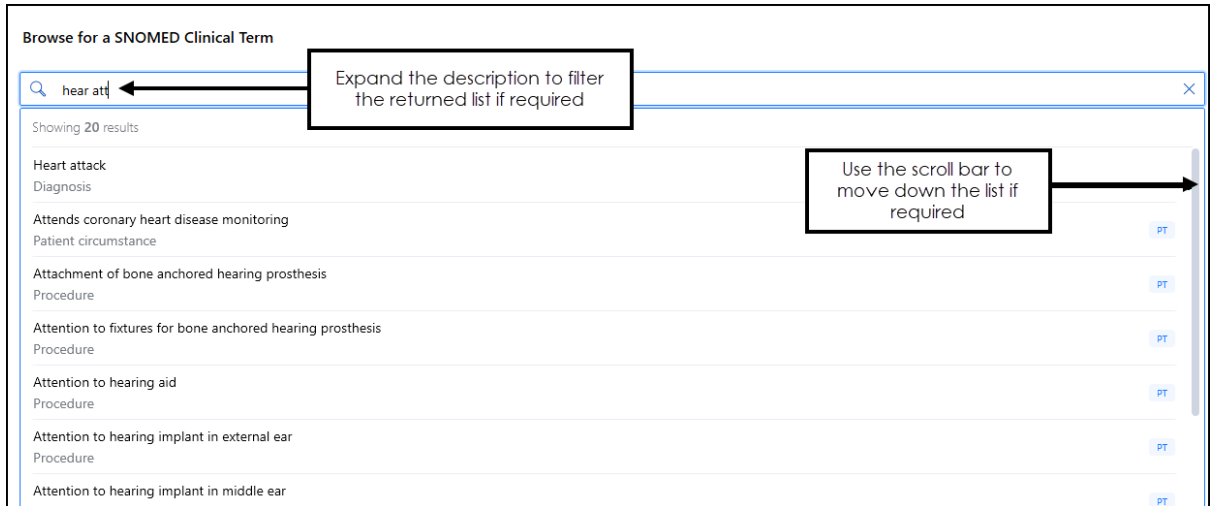 Browse for a SNOMED Clinical Term
hear att
Expand the description to filter
the returned list if required
Showing 20 results
Heart attack
Diagnosis
Use the scroll bar to
move down the list if
required
Attends coronary heart disease monitoring
Patient circumstance
PT
Attachment of bone anchored hearing prosthesis
Procedure
PT
Attention to fixtures for bone anchored hearing prosthesis
Procedure
PT
Attention to hearing aid
Procedure
PT
Attention to hearing implant in external ear
Procedure
PT
Attention to hearing implant in middle ear
PT